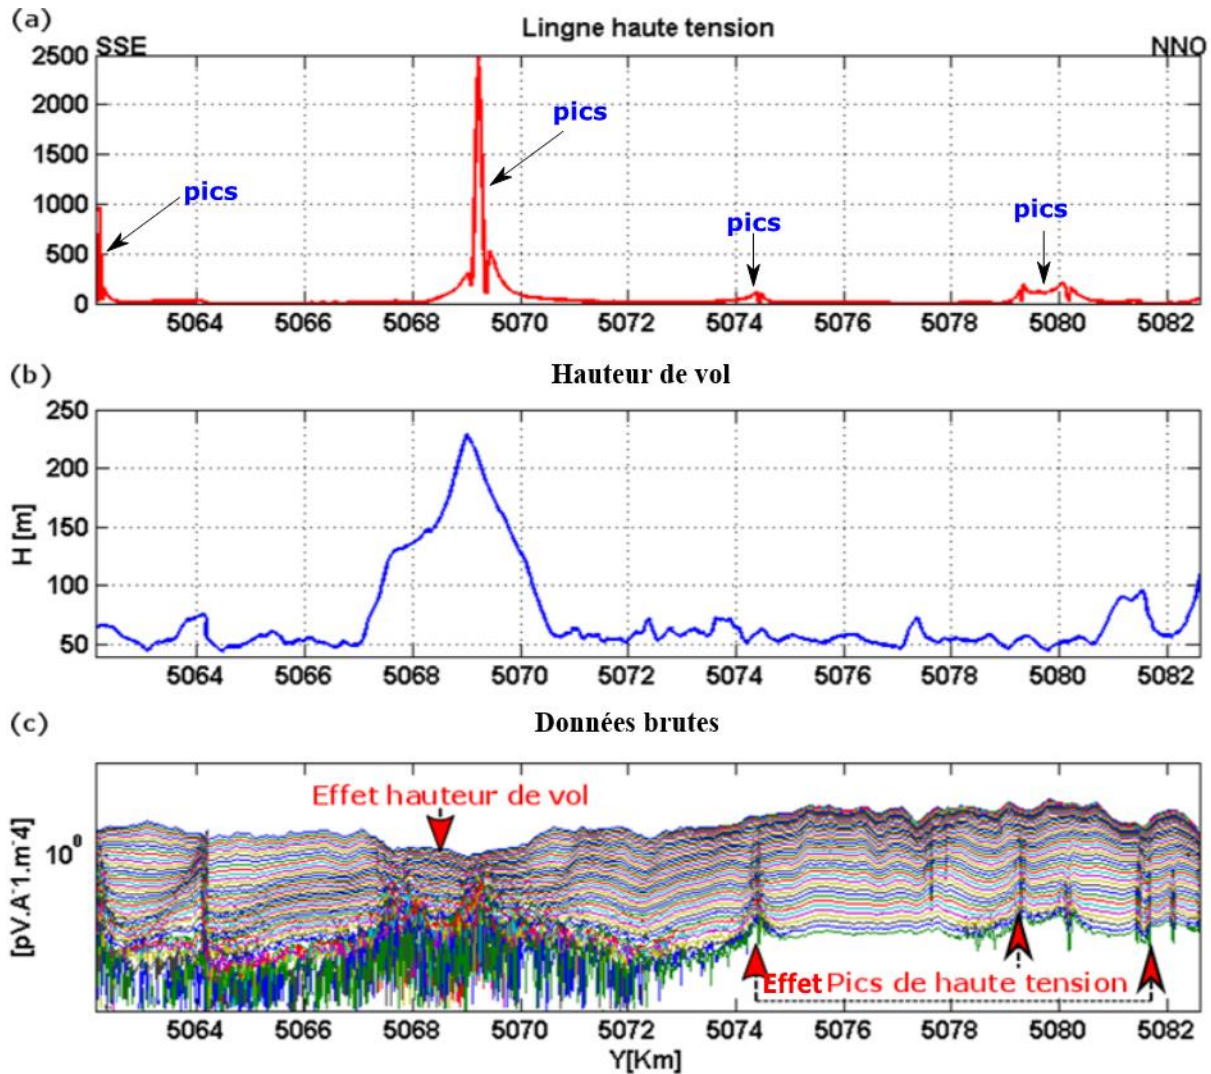 (a)
Lingne haute tension
SSE
NNO
2500
2000
1500
1000
500
0
pics
pics
pics
pics
5064 5066 5068 5070 5072 5074 5076 5078 5080 5082
(b)
Hauteur de vol
250
200
150
100
50
H [m]
5064 5066 5068 5070 5072 5074 5076 5078 5080 5082
(c)
Données brutes
Effet hauteur de vol
10^0
[pV.A-1.m-4]
Effet Pics de haute tension
5064 5066 5068 5070 5072 5074 5076 5078 5080 5082
Y[Km]